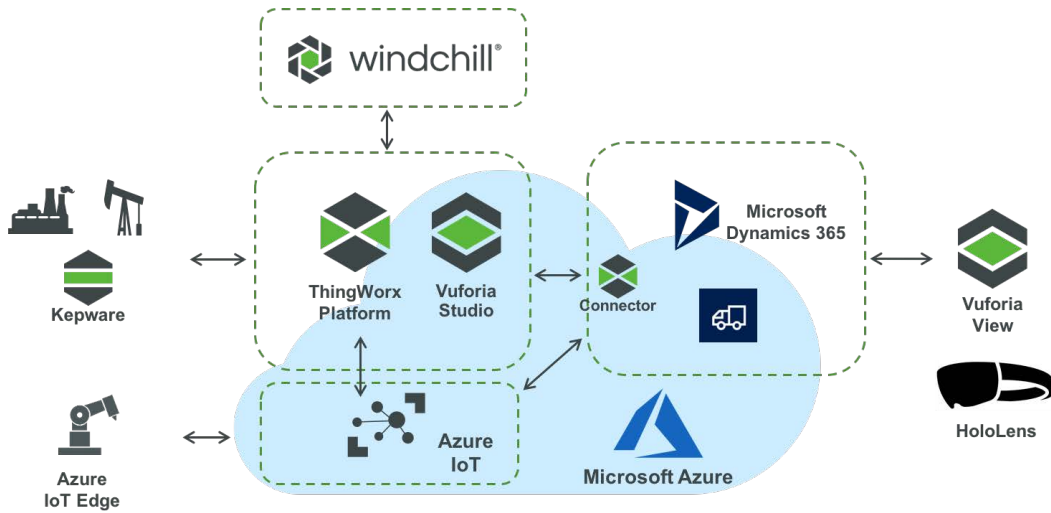 windchill®
Microsoft
Dynamics 365
ThingWorx
Platform
Vuforia
Studio
Connector
Kepware
Vuforia
View
Azure
IoT
Microsoft Azure
HoloLens
Azure
IoT Edge